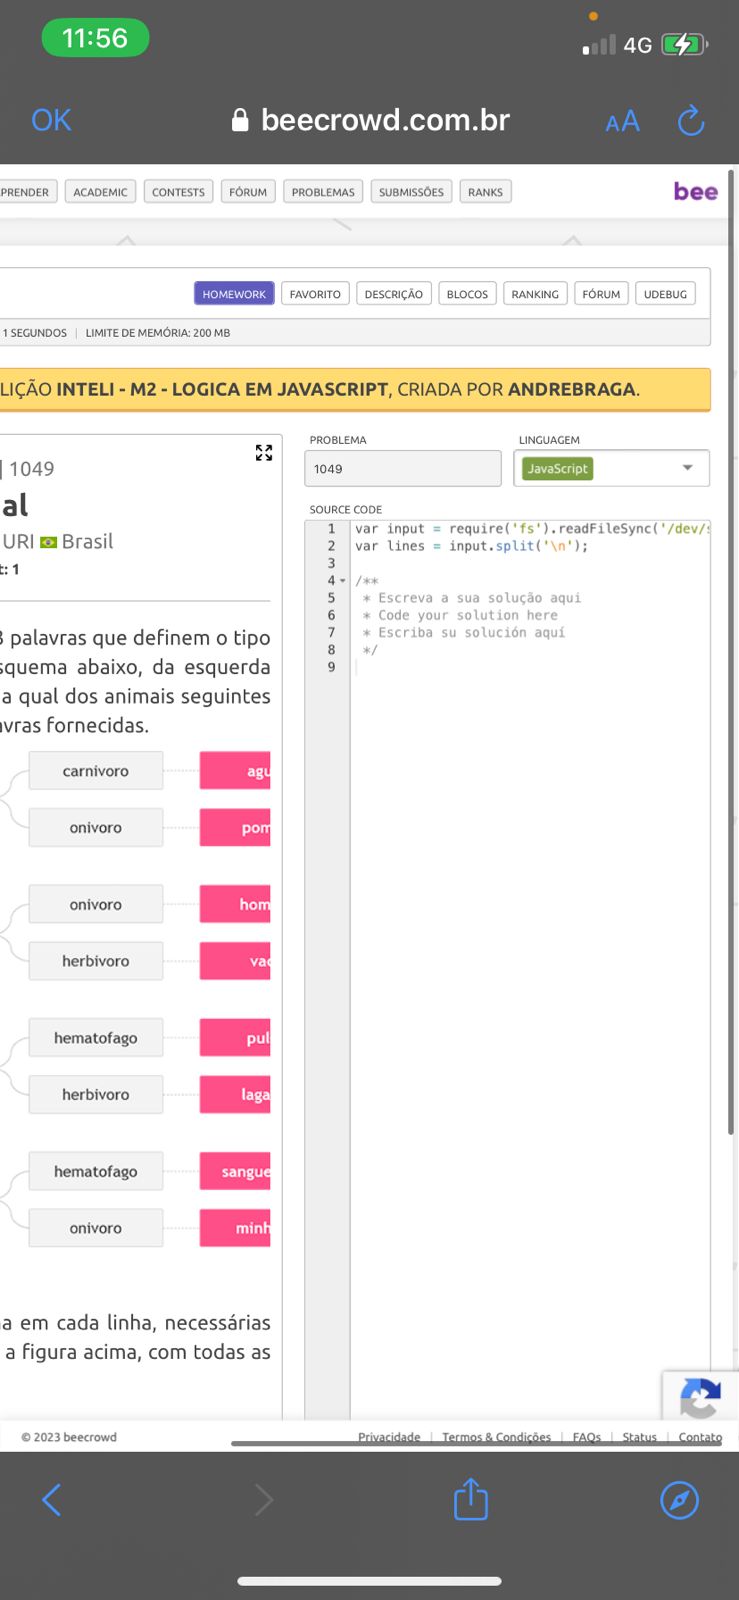 11:56
4G
OK
beecrowd.com.br
AA
PRENDER
ACADEMIC
CONTESTS
FÓRUM
PROBLEMAS
SUBMISSÕES
RANKS
bee
HOMEWORK
FAVORITO
DESCRIÇÃO
BLOCOS
RANKING
FÓRUM
UDEBUG
1 SEGUNDOS | LIMITE DE MEMÓRIA: 200 MB
LIÇÃO INTELI - M2 - LOGICA EM JAVASCRIPT, CRIADA POR ANDREBRAGA.
| 1049
al
URI Brasil
t: 1
3 palavras que definem o tipo
squema abaixo, da esquerda
a qual dos animais seguintes
avras fornecidas.
carnivoro
agu
onivoro
pom
onivoro
hom
herbivoro
vac
hematofago
pul
herbivoro
laga
hematofago
sangue
onivoro
minh
a em cada linha, necessárias
a figura acima, com todas as
PROBLEMA
1049
LINGUAGEM
JavaScript
SOURCE CODE
1 var input = require('fs').readFileSync('/dev/s
2 var lines = input.split('\n');
3
4 /**
5 * Escreva a sua solução aqui
6 * Code your solution here
7 * Escriba su solución aquí
8 */
9
© 2023 beecrowd
Privacidade | Termos & Condições | FAQs | Status | Contato